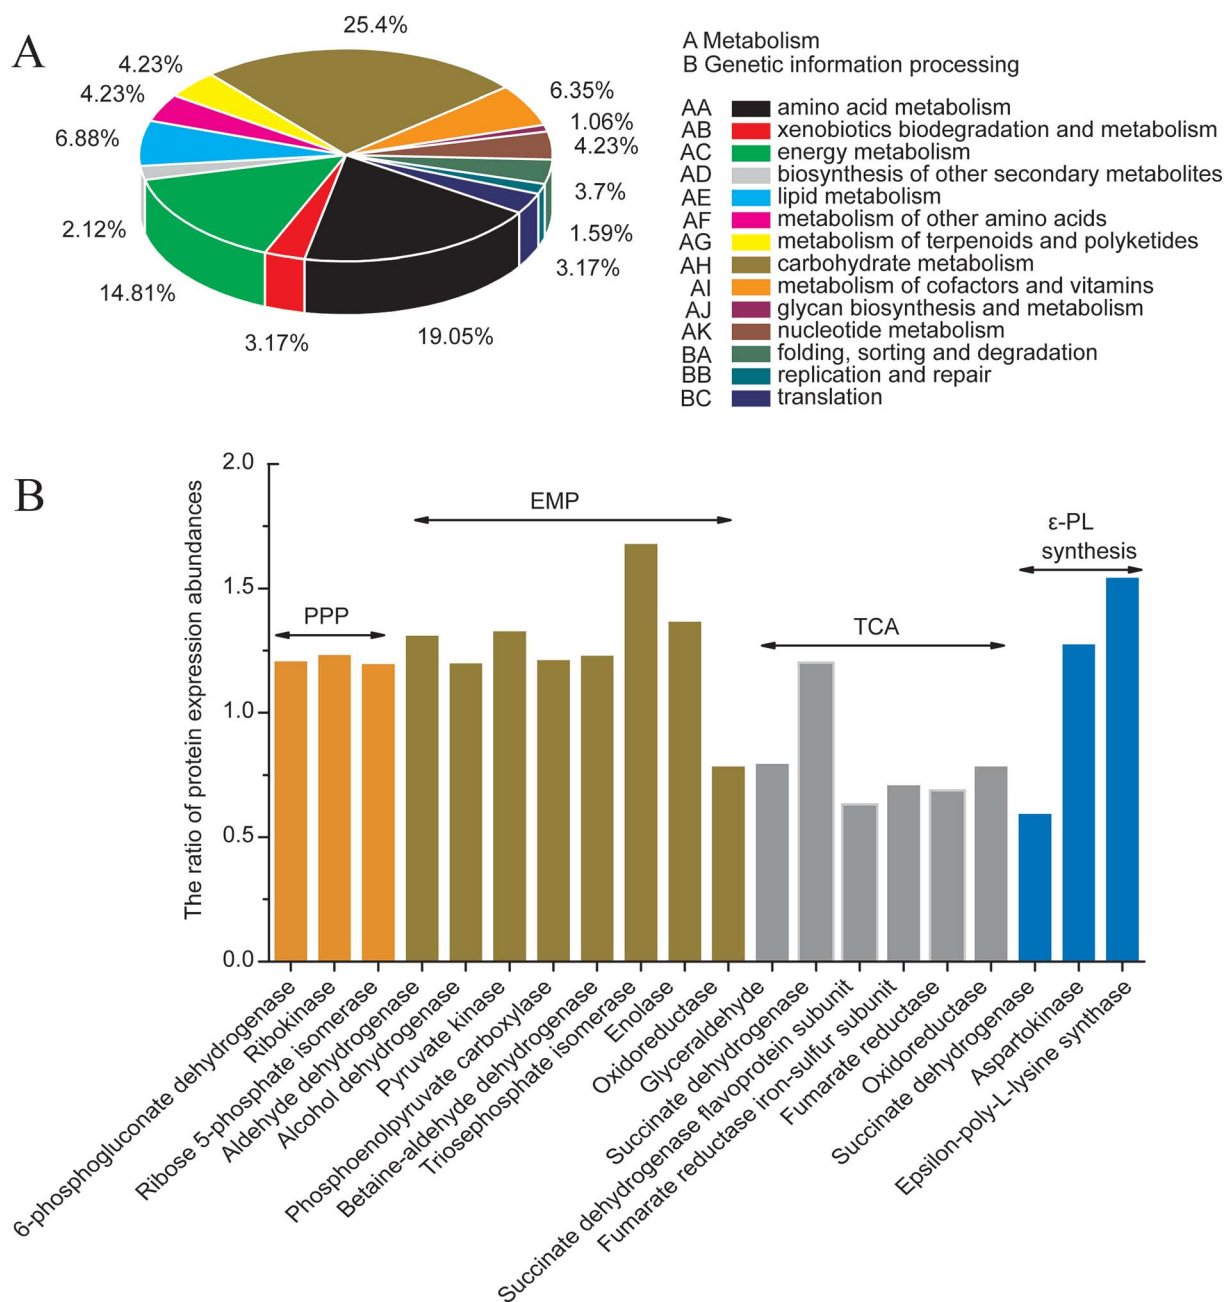 A
25.4%
4.23%
4.23%
6.88%
2.12%
14.81%
3.17%
19.05%
3.17%
1.59%
3.7%
4.23%
1.06%
6.35%
A Metabolism
B Genetic information processing
AA amino acid metabolism
AB xenobiotics biodegradation and metabolism
AC energy metabolism
AD biosynthesis of other secondary metabolites
AE lipid metabolism
AF metabolism of other amino acids
AG metabolism of terpenoids and polyketides
AH carbohydrate metabolism
AI metabolism of cofactors and vitamins
AJ glycan biosynthesis and metabolism
AK nucleotide metabolism
BA folding, sorting and degradation
BB replication and repair
BC translation
B
The ratio of protein expression abundances
2.0
1.5
1.0
0.5
0.0
PPP
EMP
TCA
ε-PL
synthesis
6-phosphogluconate dehydrogenase
Ribokinase
Ribose 5-phosphate isomerase
Aldehyde dehydrogenase
Alcohol dehydrogenase
Pyruvate kinase
Phosphoenolpyruvate carboxylase
Betaine-aldehyde dehydrogenase
Triosephosphate isomerase
Enolase
Oxidoreductase
Glyceraldehyde
Succinate dehydrogenase
Succinate dehydrogenase flavoprotein subunit
Fumarate reductase iron-sulfur subunit
Fumarate reductase
Oxidoreductase
Succinate dehydrogenase
Aspartokinase
Epsilon-poly-L-lysine synthase